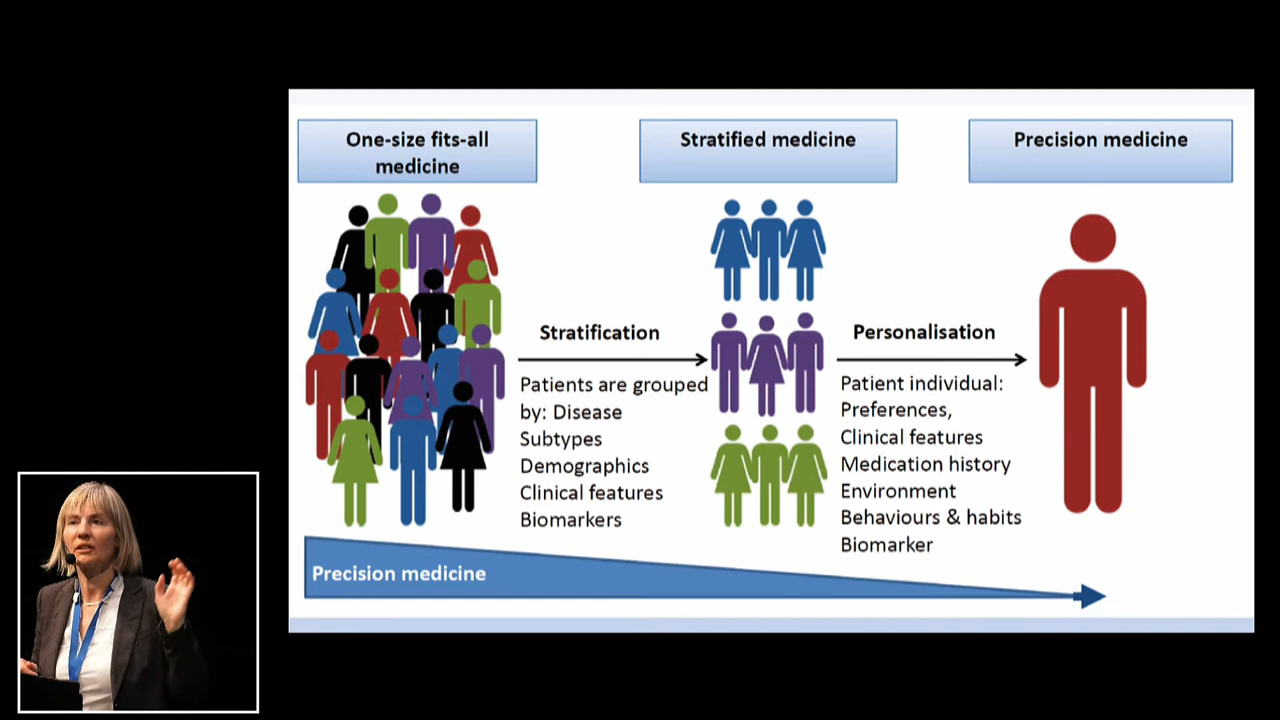 One-size fits-all
medicine
Stratified medicine
Precision medicine
Stratification
Patients are grouped
by: Disease
Subtypes
Demographics
Clinical features
Biomarkers
Personalisation
Patient individual:
Preferences,
Clinical features
Medication history
Environment
Behaviours & habits
Biomarker
Precision medicine